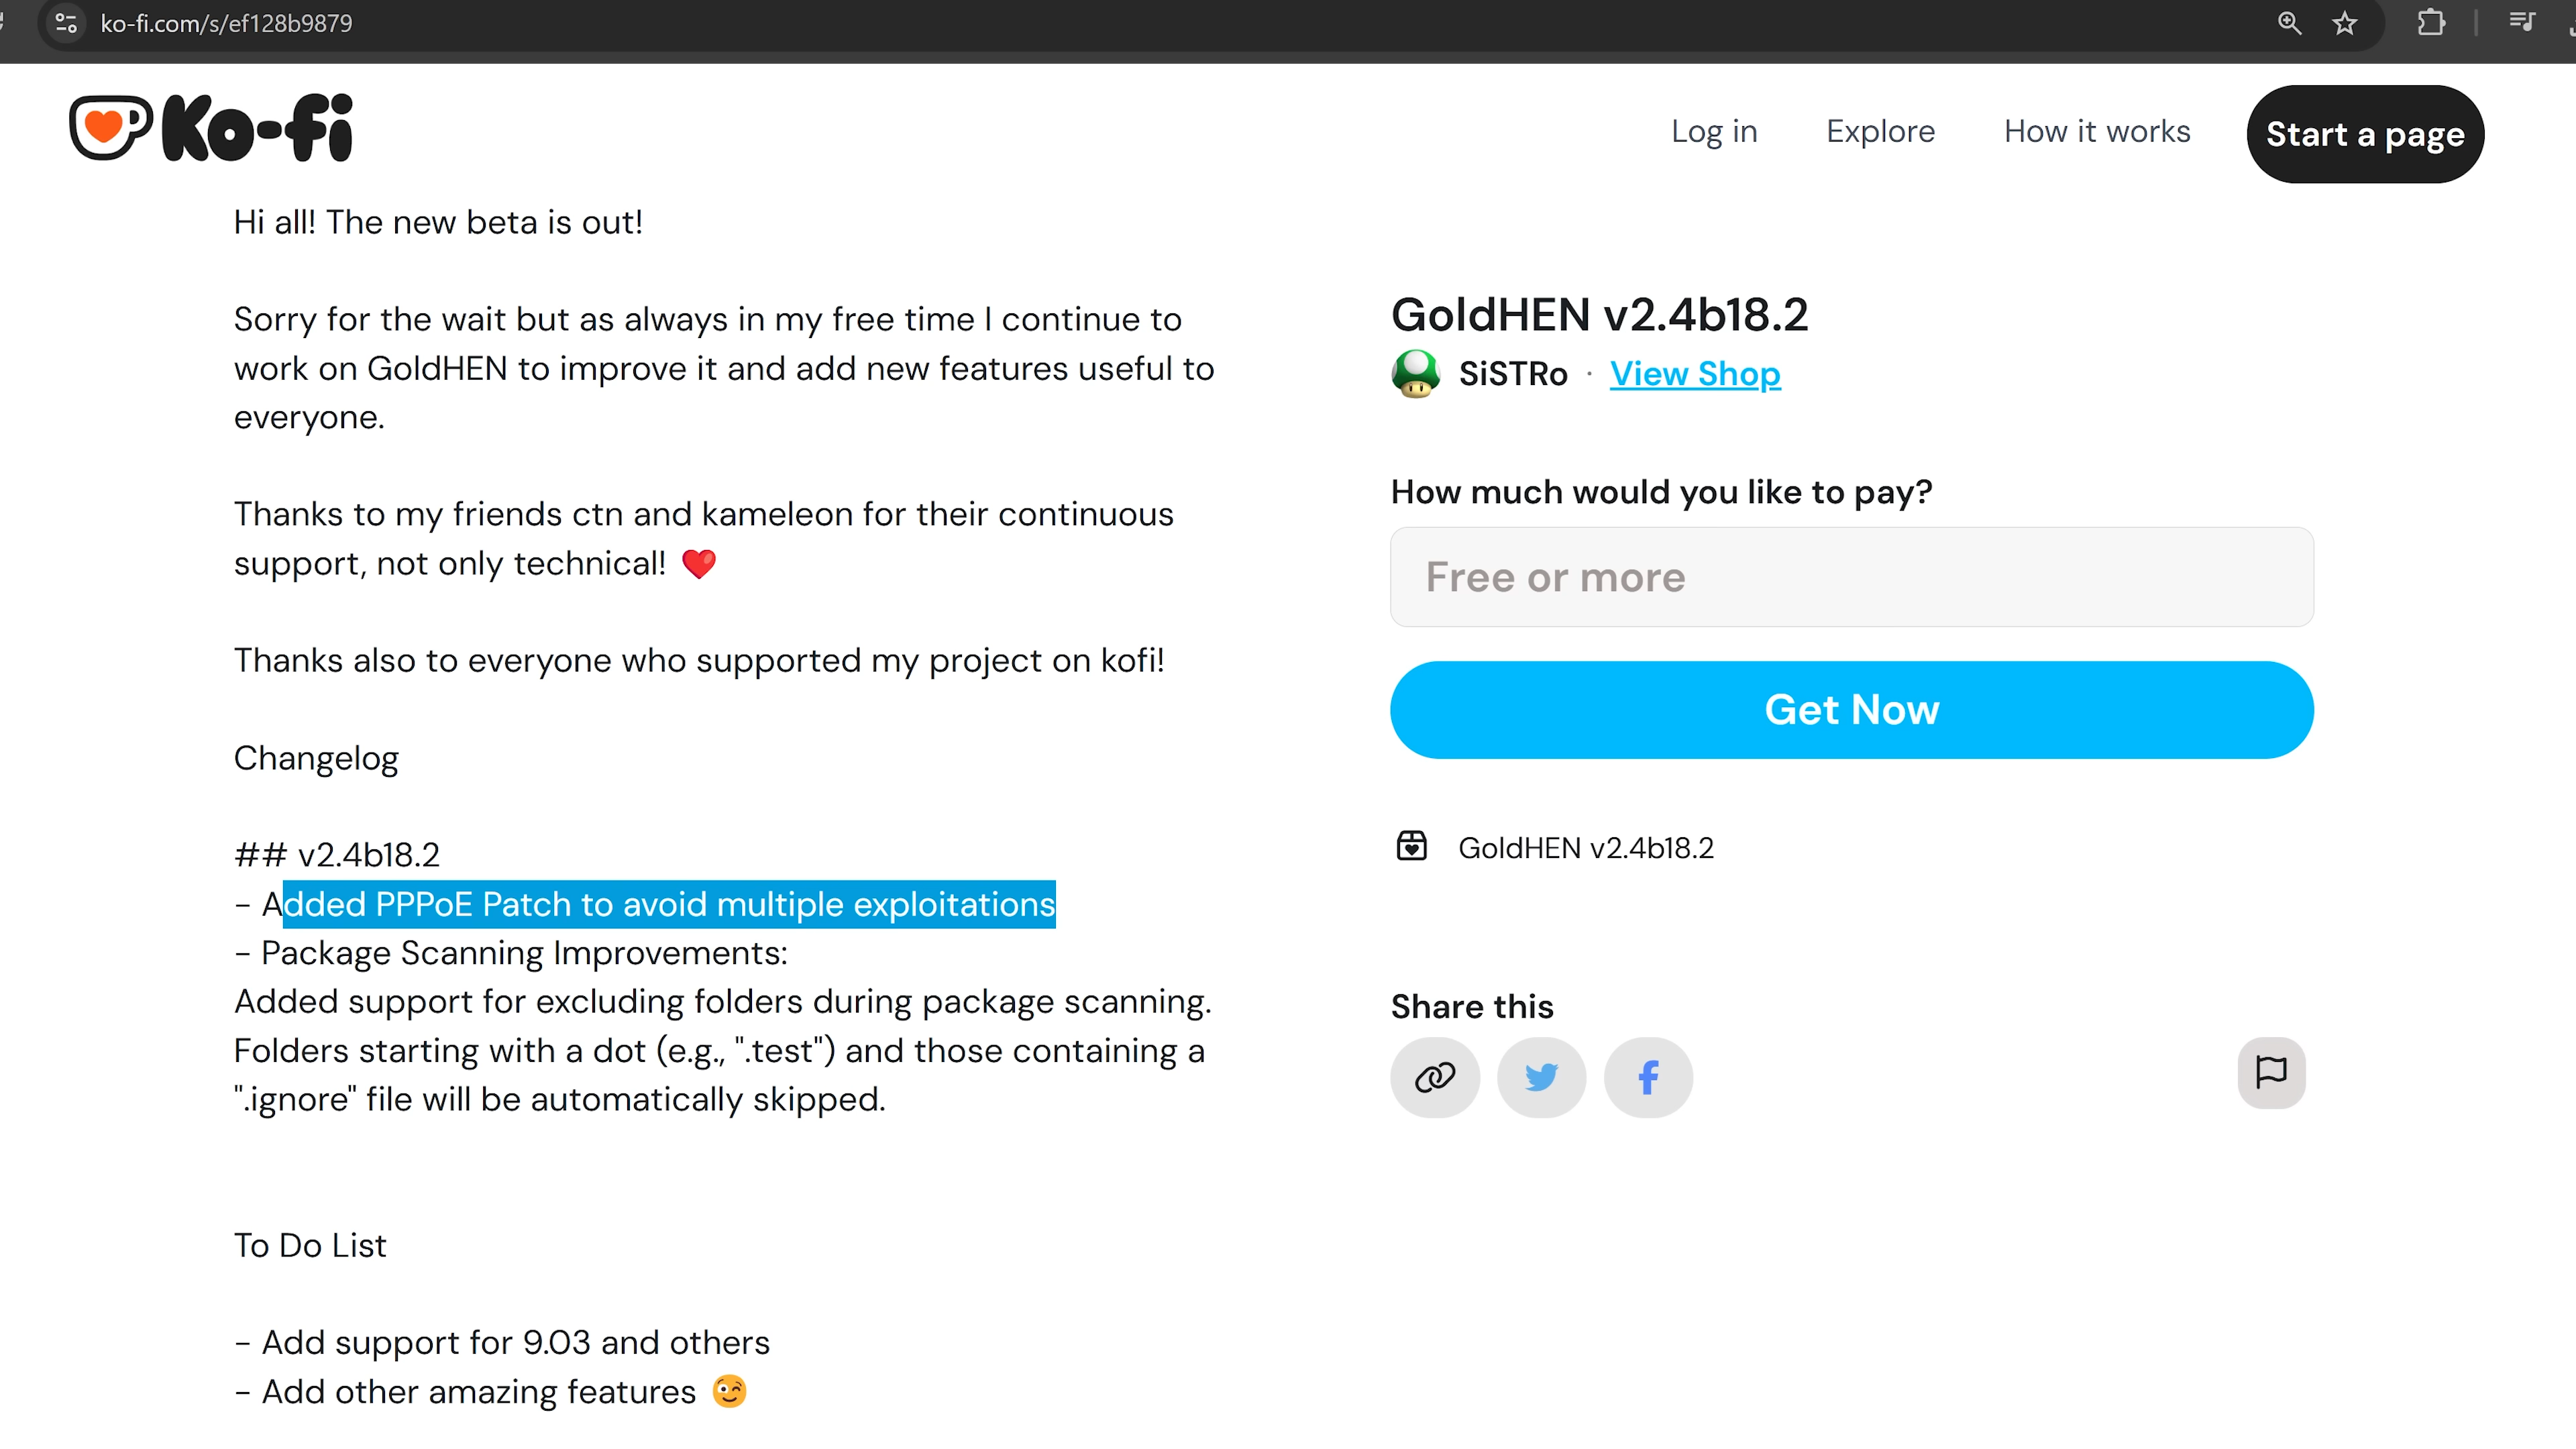 ko-fi.com/s/ef128b9879
Ko-fi
Log in
Explore
How it works
Start a page
Hi all! The new beta is out!
Sorry for the wait but as always in my free time I continue to
work on GoldHEN to improve it and add new features useful to
everyone.
Thanks to my friends ctn and kameleon for their continuous
support, not only technical! ❤️
Thanks also to everyone who supported my project on kofi!
Changelog
## v2.4b18.2
- Added PPPoE Patch to avoid multiple exploitations
- Package Scanning Improvements:
Added support for excluding folders during package scanning.
Folders starting with a dot (e.g., ".test") and those containing a
".ignore" file will be automatically skipped.
To Do List
- Add support for 9.03 and others
- Add other amazing features 😉
GoldHEN v2.4b18.2
SiSTRo · View Shop
How much would you like to pay?
Free or more
Get Now
GoldHEN v2.4b18.2
Share this